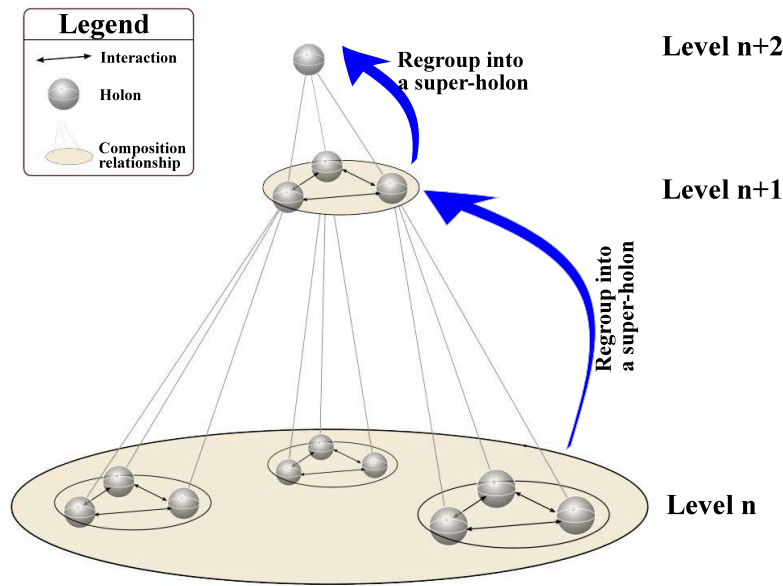 Legend
Interaction
Holon
Composition
relationship
Regroup into
a super-holon
Level n+2
Level n+1
Regroup into
a super-holon
Level n